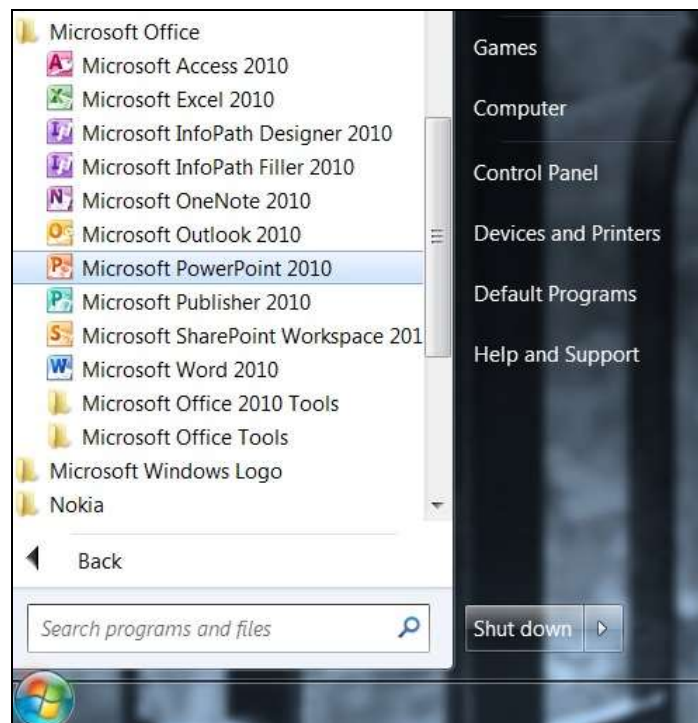 Microsoft Office
Microsoft Access 2010
Microsoft Excel 2010
Microsoft InfoPath Designer 2010
Microsoft InfoPath Filler 2010
Microsoft OneNote 2010
Microsoft Outlook 2010
Microsoft PowerPoint 2010
Microsoft Publisher 2010
Microsoft SharePoint Workspace 201
Microsoft Word 2010
Microsoft Office 2010 Tools
Microsoft Office Tools
Microsoft Windows Logo
Nokia
Back
Search programs and files
Games
Computer
Control Panel
Devices and Printers
Default Programs
Help and Support
Shut down